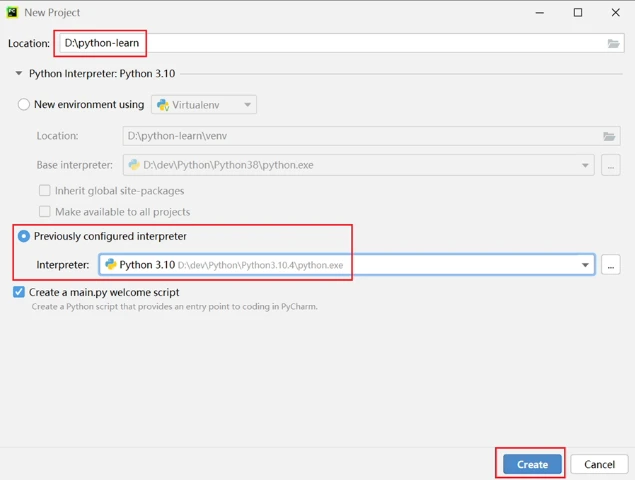 New Project
Location: D:\python-learn
Python Interpreter: Python 3.10
New environment using Virtualenv
Location: D:\python-learn\venv
Base interpreter: D:\dev\Python\Python38\python.exe ...
Inherit global site-packages
Make available to all projects
Previously configured interpreter
Interpreter: Python 3.10 D:\dev\Python\Python3.10.4\python.exe ...
Create a main.py welcome script
Create a Python script that provides an entry point to coding in PyCharm.
Create Cancel